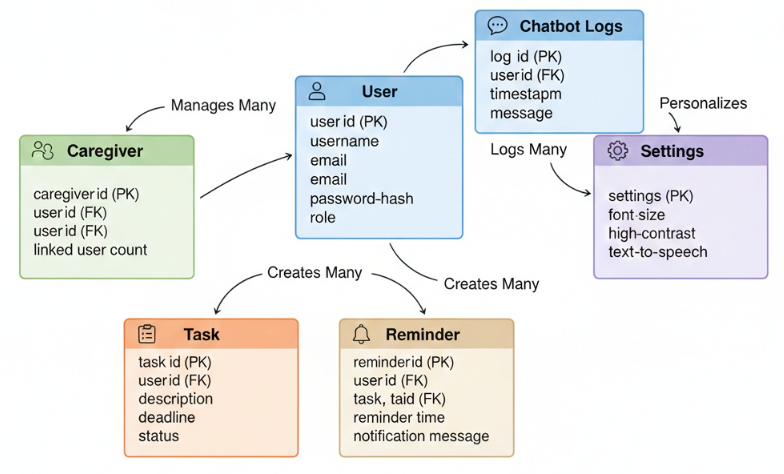 Chatbot Logs
log id (PK)
userid (FK)
timestapm
message
User
userid (PK)
username
email
email
password-hash
role
Manages Many
Caregiver
caregiverid (PK)
userid (FK)
userid (FK)
linked user count
Personalizes
Logs Many
Settings
settings (PK)
font-size
high-contrast
text-to-speech
Creates Many
Creates Many
Task
task id (PK)
userid (FK)
description
deadline
status
Reminder
reminderid (PK)
userid (FK)
task, taid (FK)
reminder time
notification message